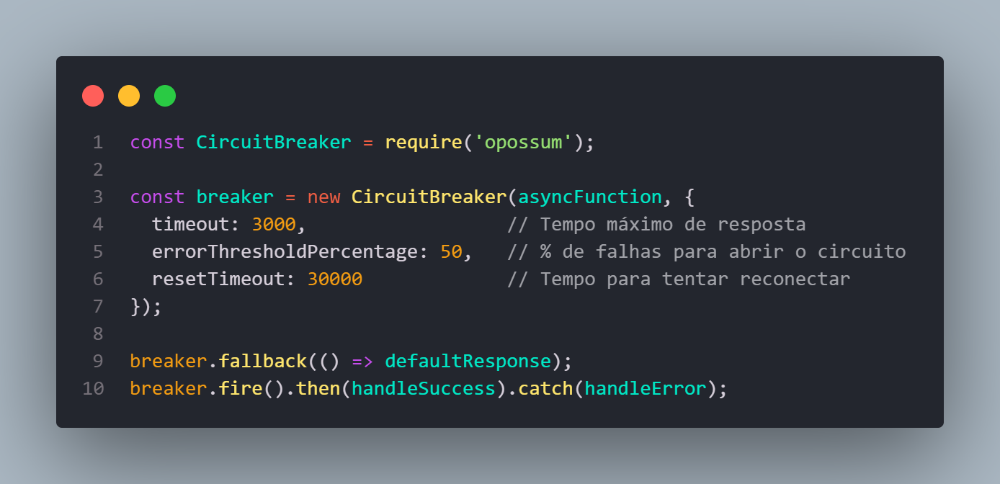 1 const CircuitBreaker = require('opossum');
2
3 const breaker = new CircuitBreaker(asyncFunction, {
4   timeout: 3000,                  // Tempo máximo de resposta
5   errorThresholdPercentage: 50,   // % de falhas para abrir o circuito
6   resetTimeout: 30000             // Tempo para tentar reconectar
7 });
8
9 breaker.fallback(() => defaultResponse);
10 breaker.fire().then(handleSuccess).catch(handleError);